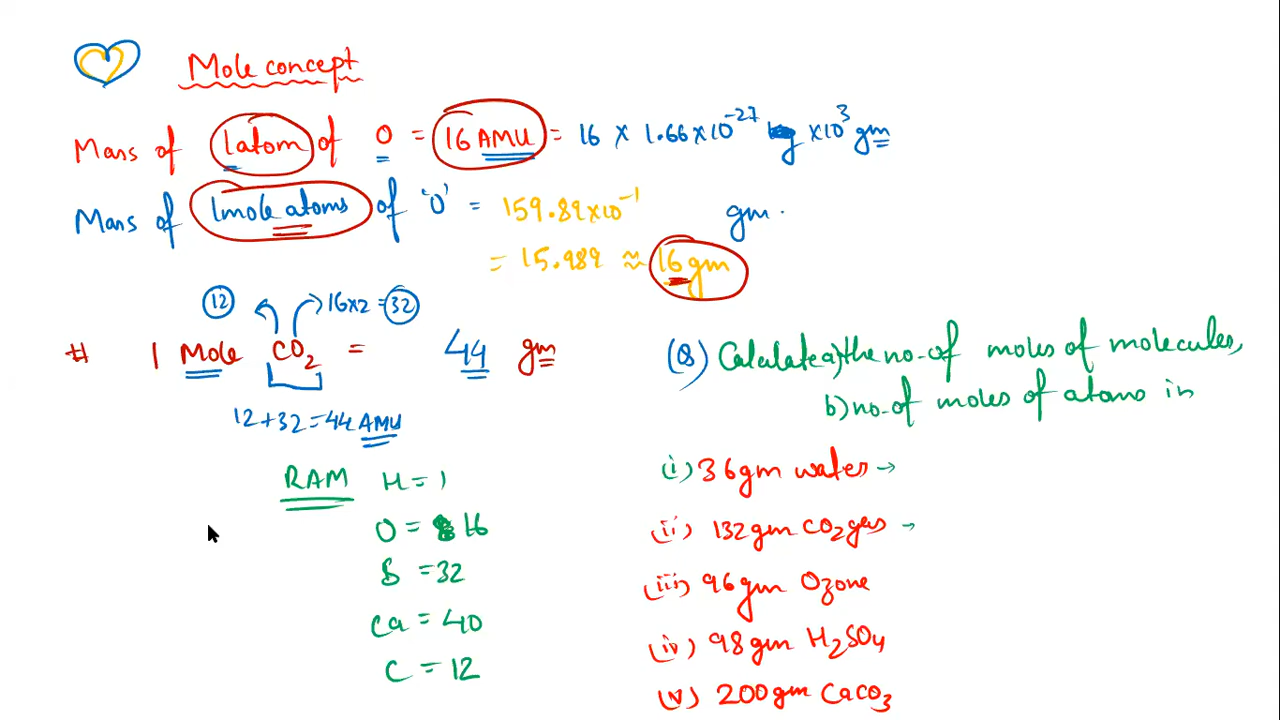 Mole concept
Mass of 1atom of O = 16 AMU = 16 × 1.66×10⁻²⁷ kg ×10³ gm
Mass of 1mole atoms of 'O' = 159.89×10⁻¹ gm.
= 15.989 ≈ 16gm
12 16×2 = 32
# 1 Mole CO₂ = 44 gm
12+32=44 AMU
RAM H = 1
O = 16
S = 32
Ca = 40
C = 12
(Q) Calculate a) the no. of moles of molecules,
b) no. of moles of atoms in
(i) 36gm water →
(ii) 132gm CO₂ gas →
(iii) 96gm Ozone
(iv) 98gm H₂SO₄
(v) 200gm CaCO₃